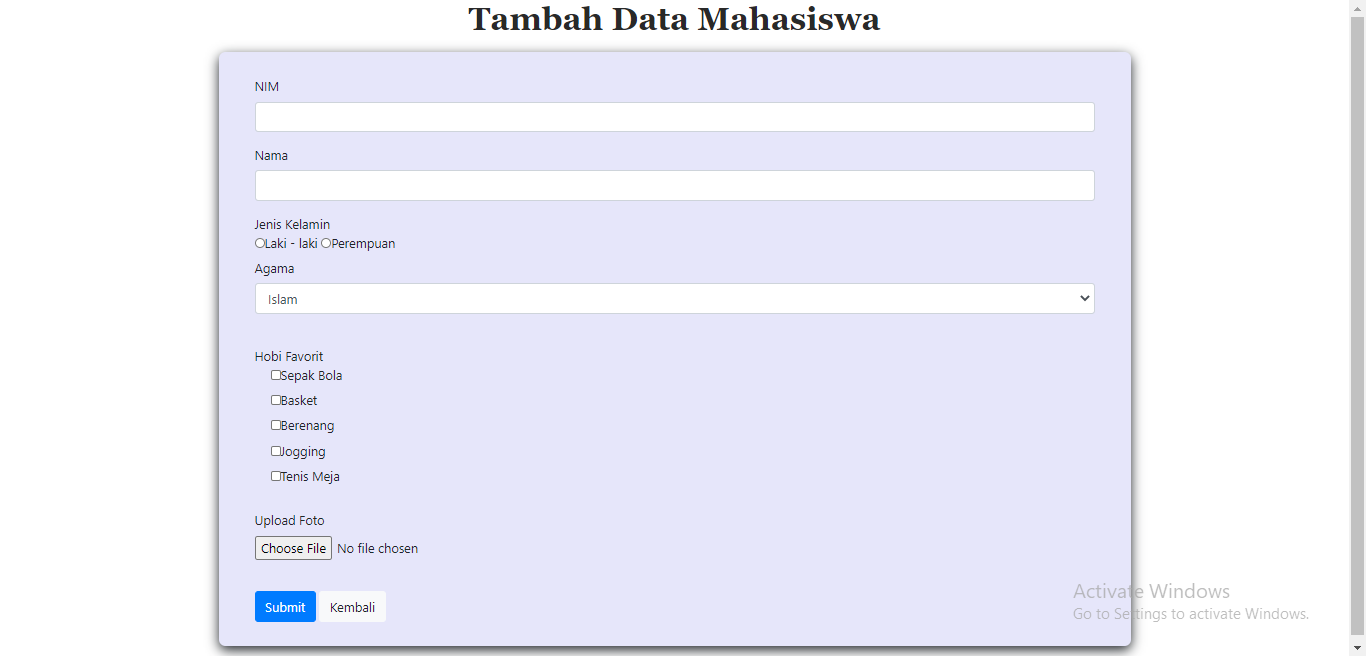 Tambah Data Mahasiswa
NIM
Nama
Jenis Kelamin
Laki - laki Perempuan
Agama
Islam
Hobi Favorit
Sepak Bola
Basket
Berenang
Jogging
Tenis Meja
Upload Foto
Choose File No file chosen
Submit Kembali
Activate Windows
Go to Settings to activate Windows.